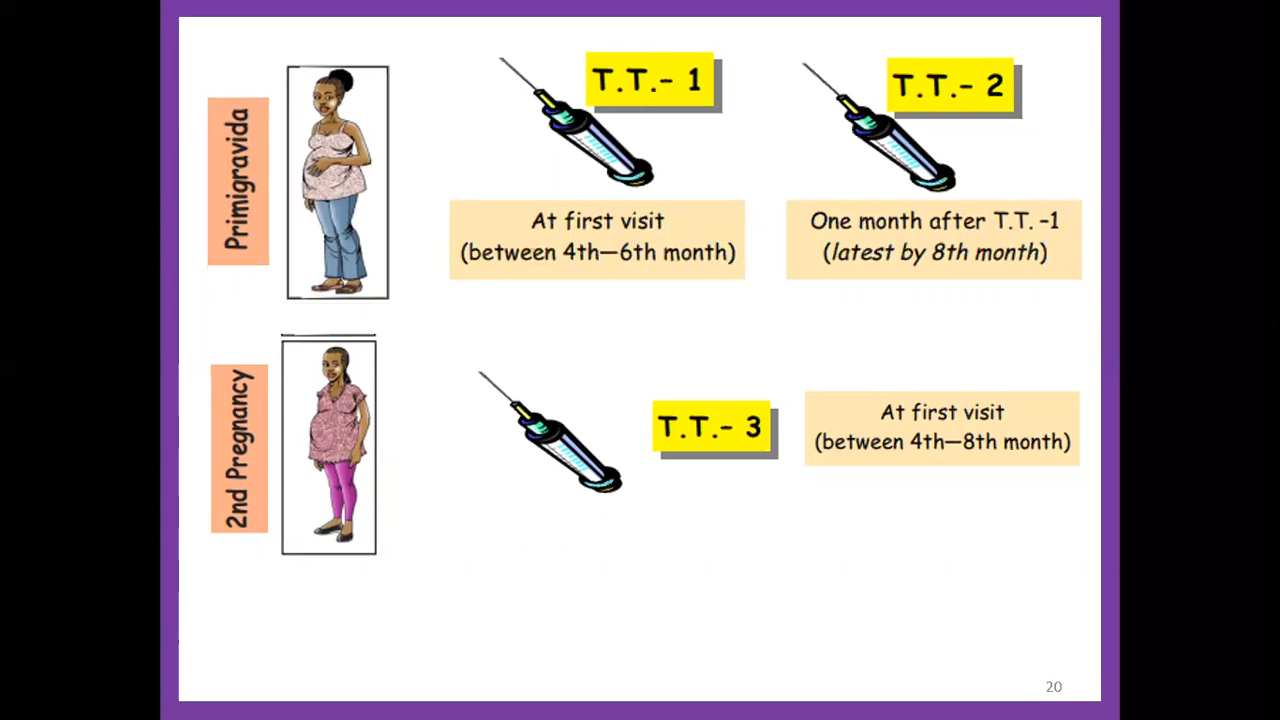 Primigravida
T.T.– 1
T.T.– 2
At first visit
(between 4th—6th month)
One month after T.T. –1
(latest by 8th month)
2nd Pregnancy
T.T.– 3
At first visit
(between 4th—8th month)
20